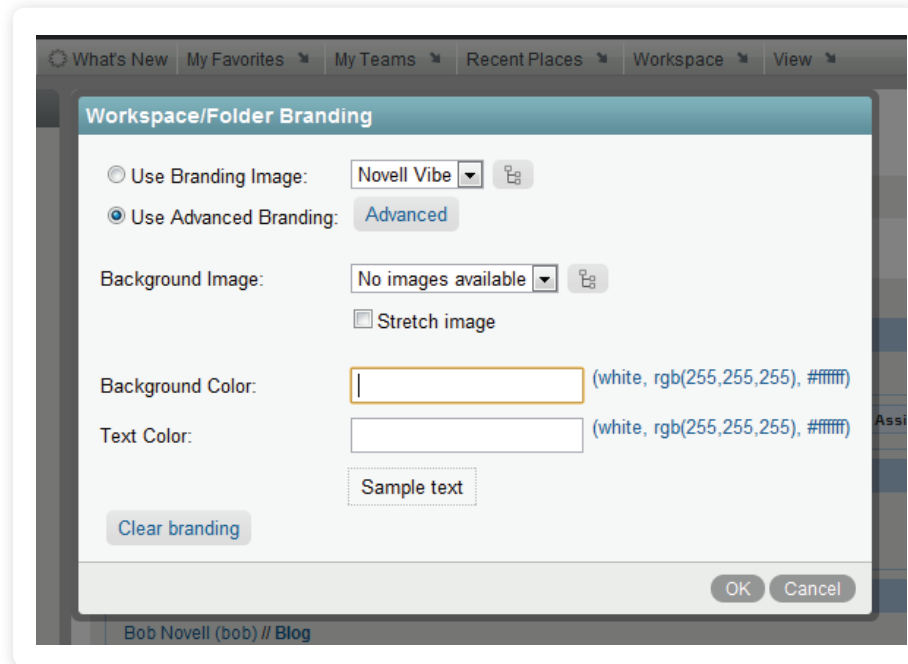 What's New My Favorites My Teams Recent Places Workspace View
Workspace/Folder Branding
Use Branding Image: Novell Vibe
Use Advanced Branding: Advanced
Background Image: No images available
Stretch image
Background Color: (white, rgb(255,255,255), #ffffff)
Assi
Text Color: (white, rgb(255,255,255), #ffffff)
Sample text
Clear branding
OK Cancel
Bob Novell (bob) // Blog